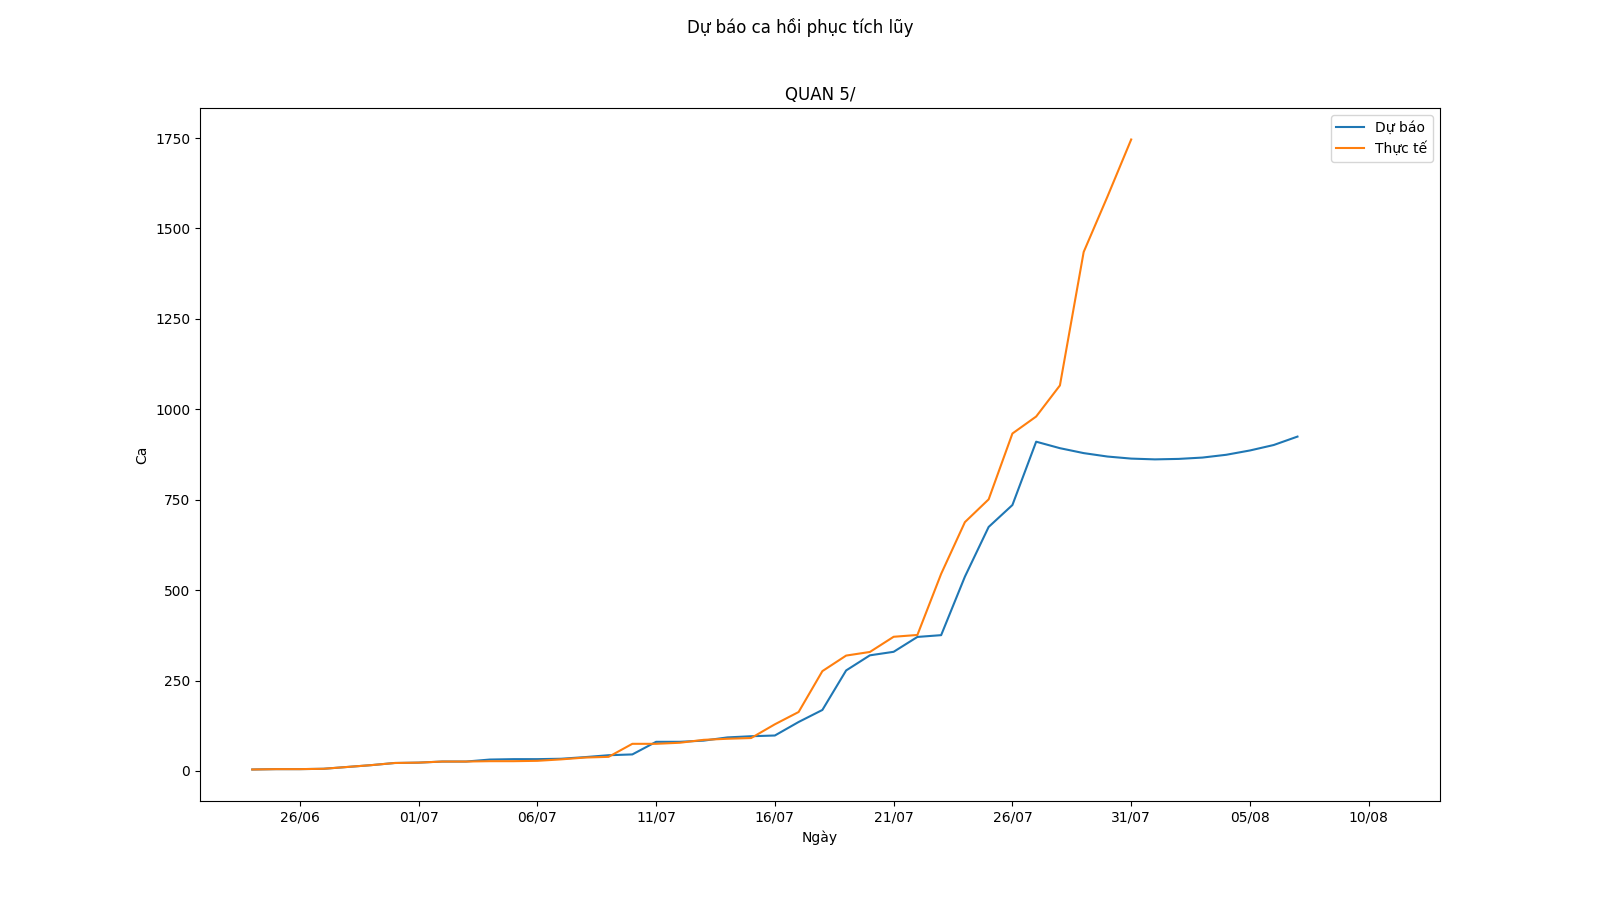 Dự báo ca hồi phục tích lũy
QUAN 5/
Dự báo
Thực tế
1750
1500
1250
1000
750
500
250
0
Ca
26/06 01/07 06/07 11/07 16/07 21/07 26/07 31/07 05/08 10/08
Ngày